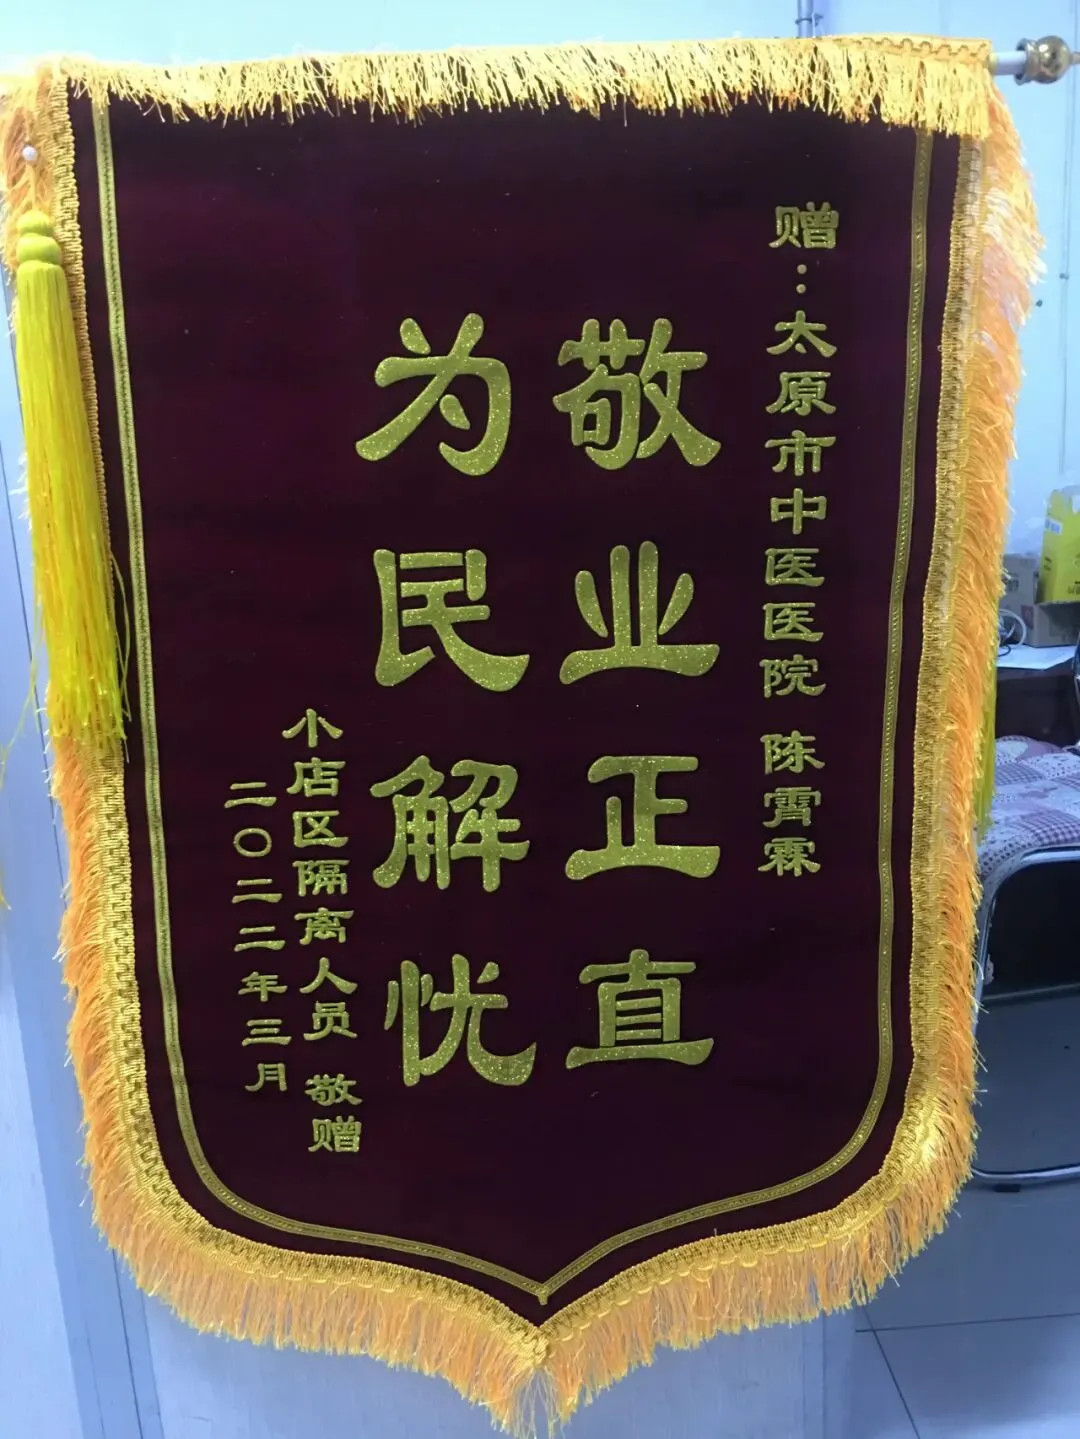 赠：太原市中医医院 陈霄霖
敬业正直
为民解忧
小店区隔离人员 敬赠
二〇二二年三月